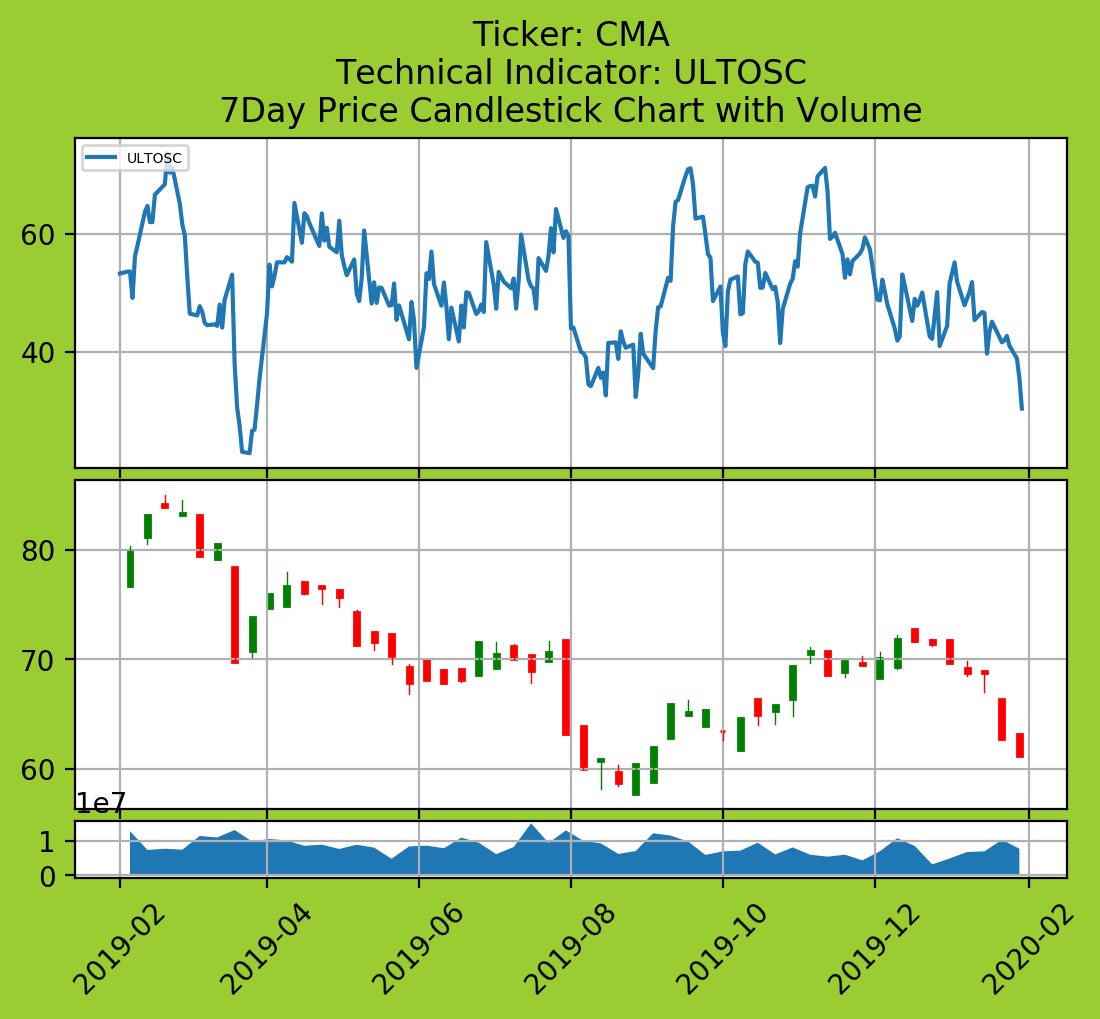 Ticker: CMA
Technical Indicator: ULTOSC
7Day Price Candlestick Chart with Volume
ULTOSC
60
40
80
70
60
1e7
1
0
2019-02
2019-04
2019-06
2019-08
2019-10
2019-12
2020-02